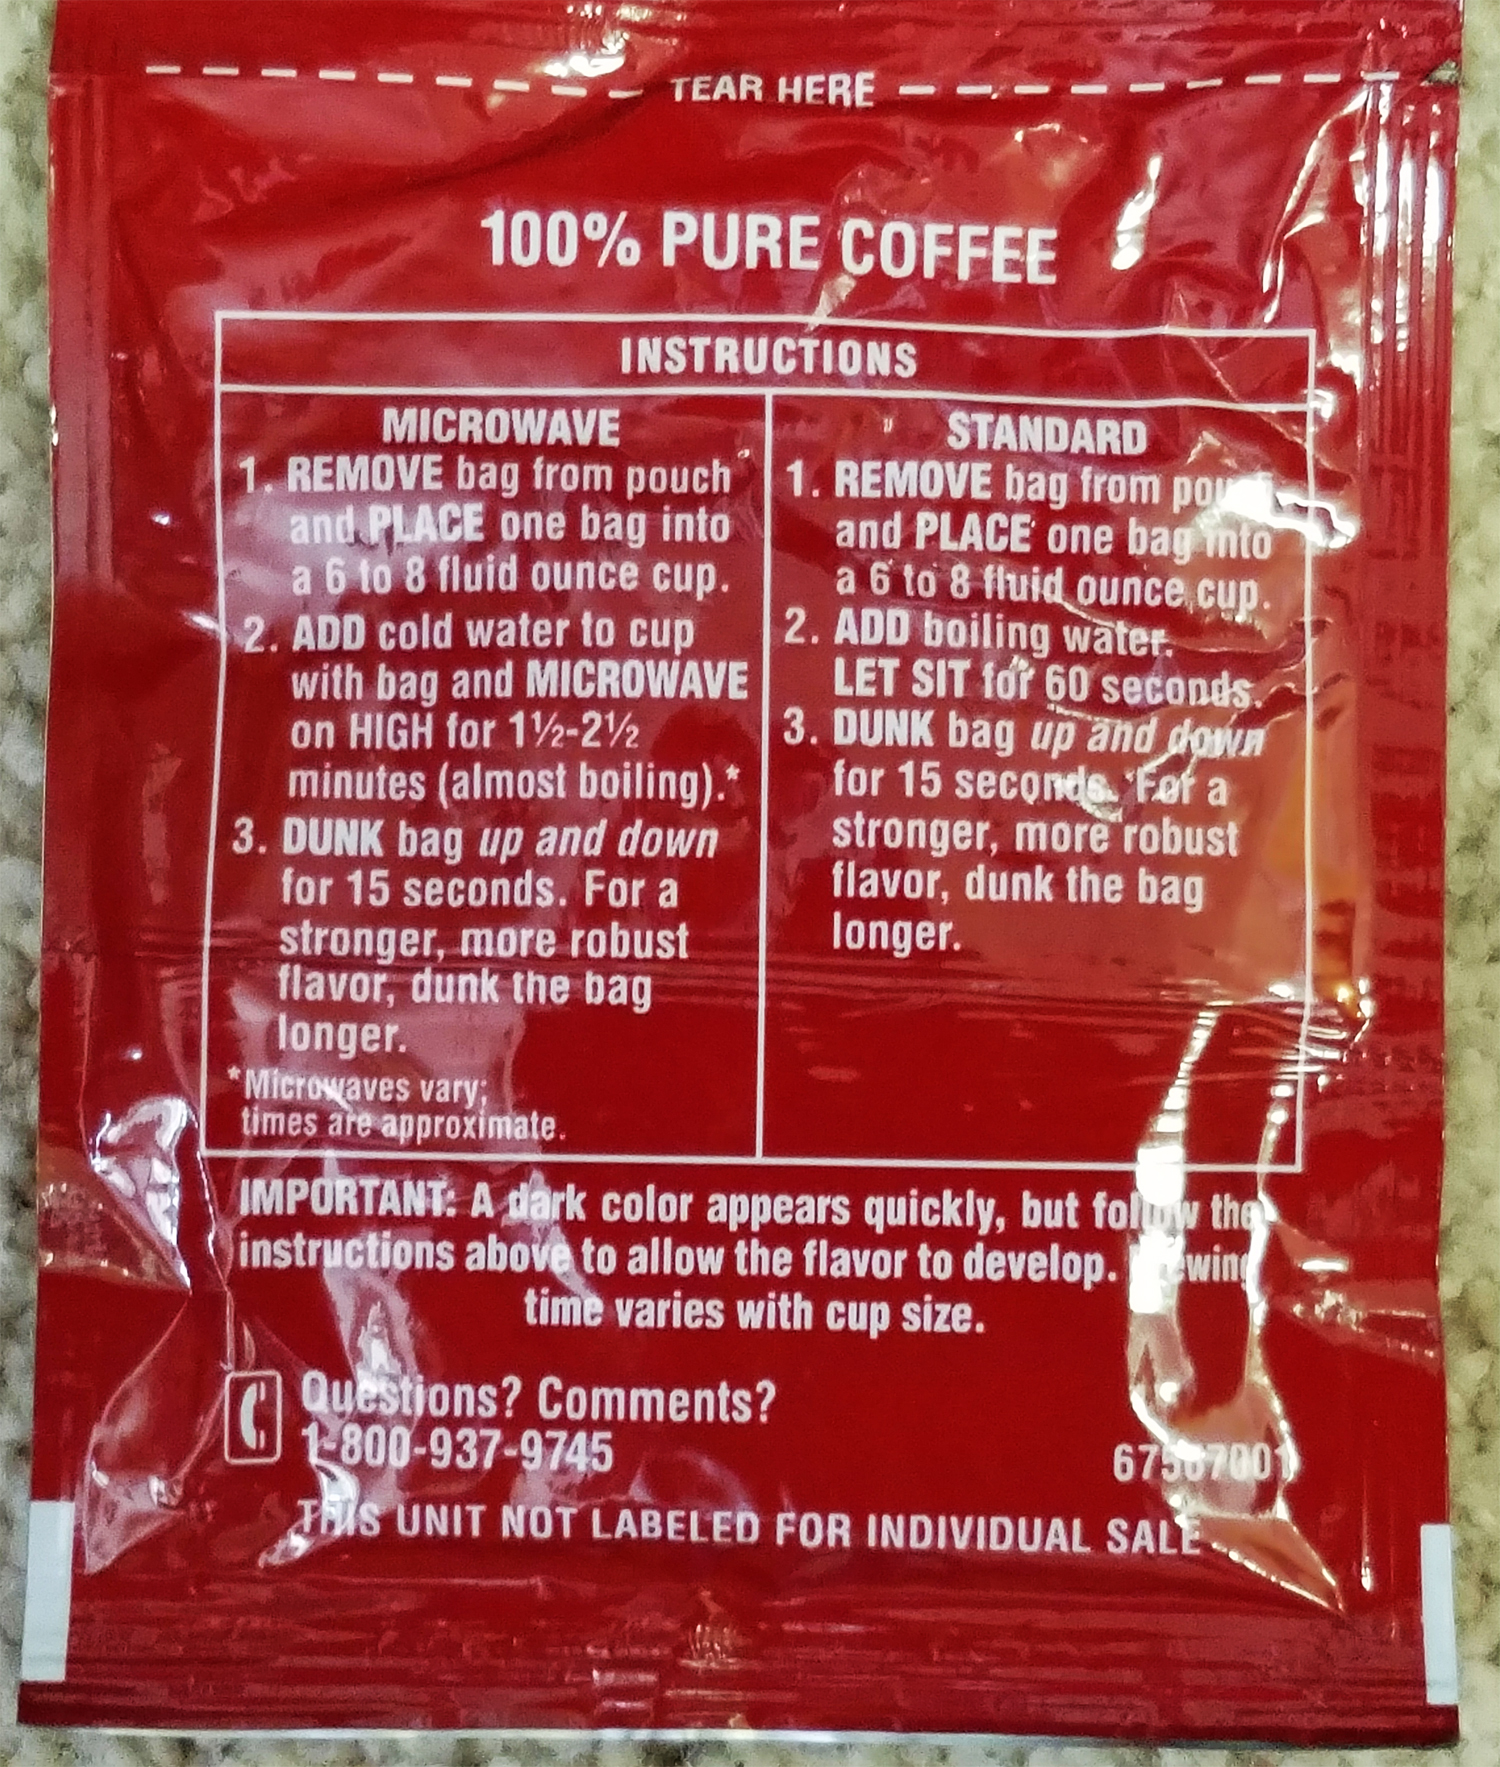 TEAR HERE
100% PURE COFFEE
INSTRUCTIONS
MICROWAVE
1. REMOVE bag from pouch
and PLACE one bag into
a 6 to 8 fluid ounce cup.
2. ADD cold water to cup
with bag and MICROWAVE
on HIGH for 1½-2½
minutes (almost boiling).*
3. DUNK bag up and down
for 15 seconds. For a
stronger, more robust
flavor, dunk the bag
longer.
*Microwaves vary;
times are approximate.
STANDARD
1. REMOVE bag from pouch
and PLACE one bag into
a 6 to 8 fluid ounce cup.
2. ADD boiling water.
LET SIT for 60 seconds.
3. DUNK bag up and down
for 15 seconds. For a
stronger, more robust
flavor, dunk the bag
longer.
IMPORTANT: A dark color appears quickly, but follow the
instructions above to allow the flavor to develop. Brewing
time varies with cup size.
Questions? Comments?
1-800-937-9745
THIS UNIT NOT LABELED FOR INDIVIDUAL SALE